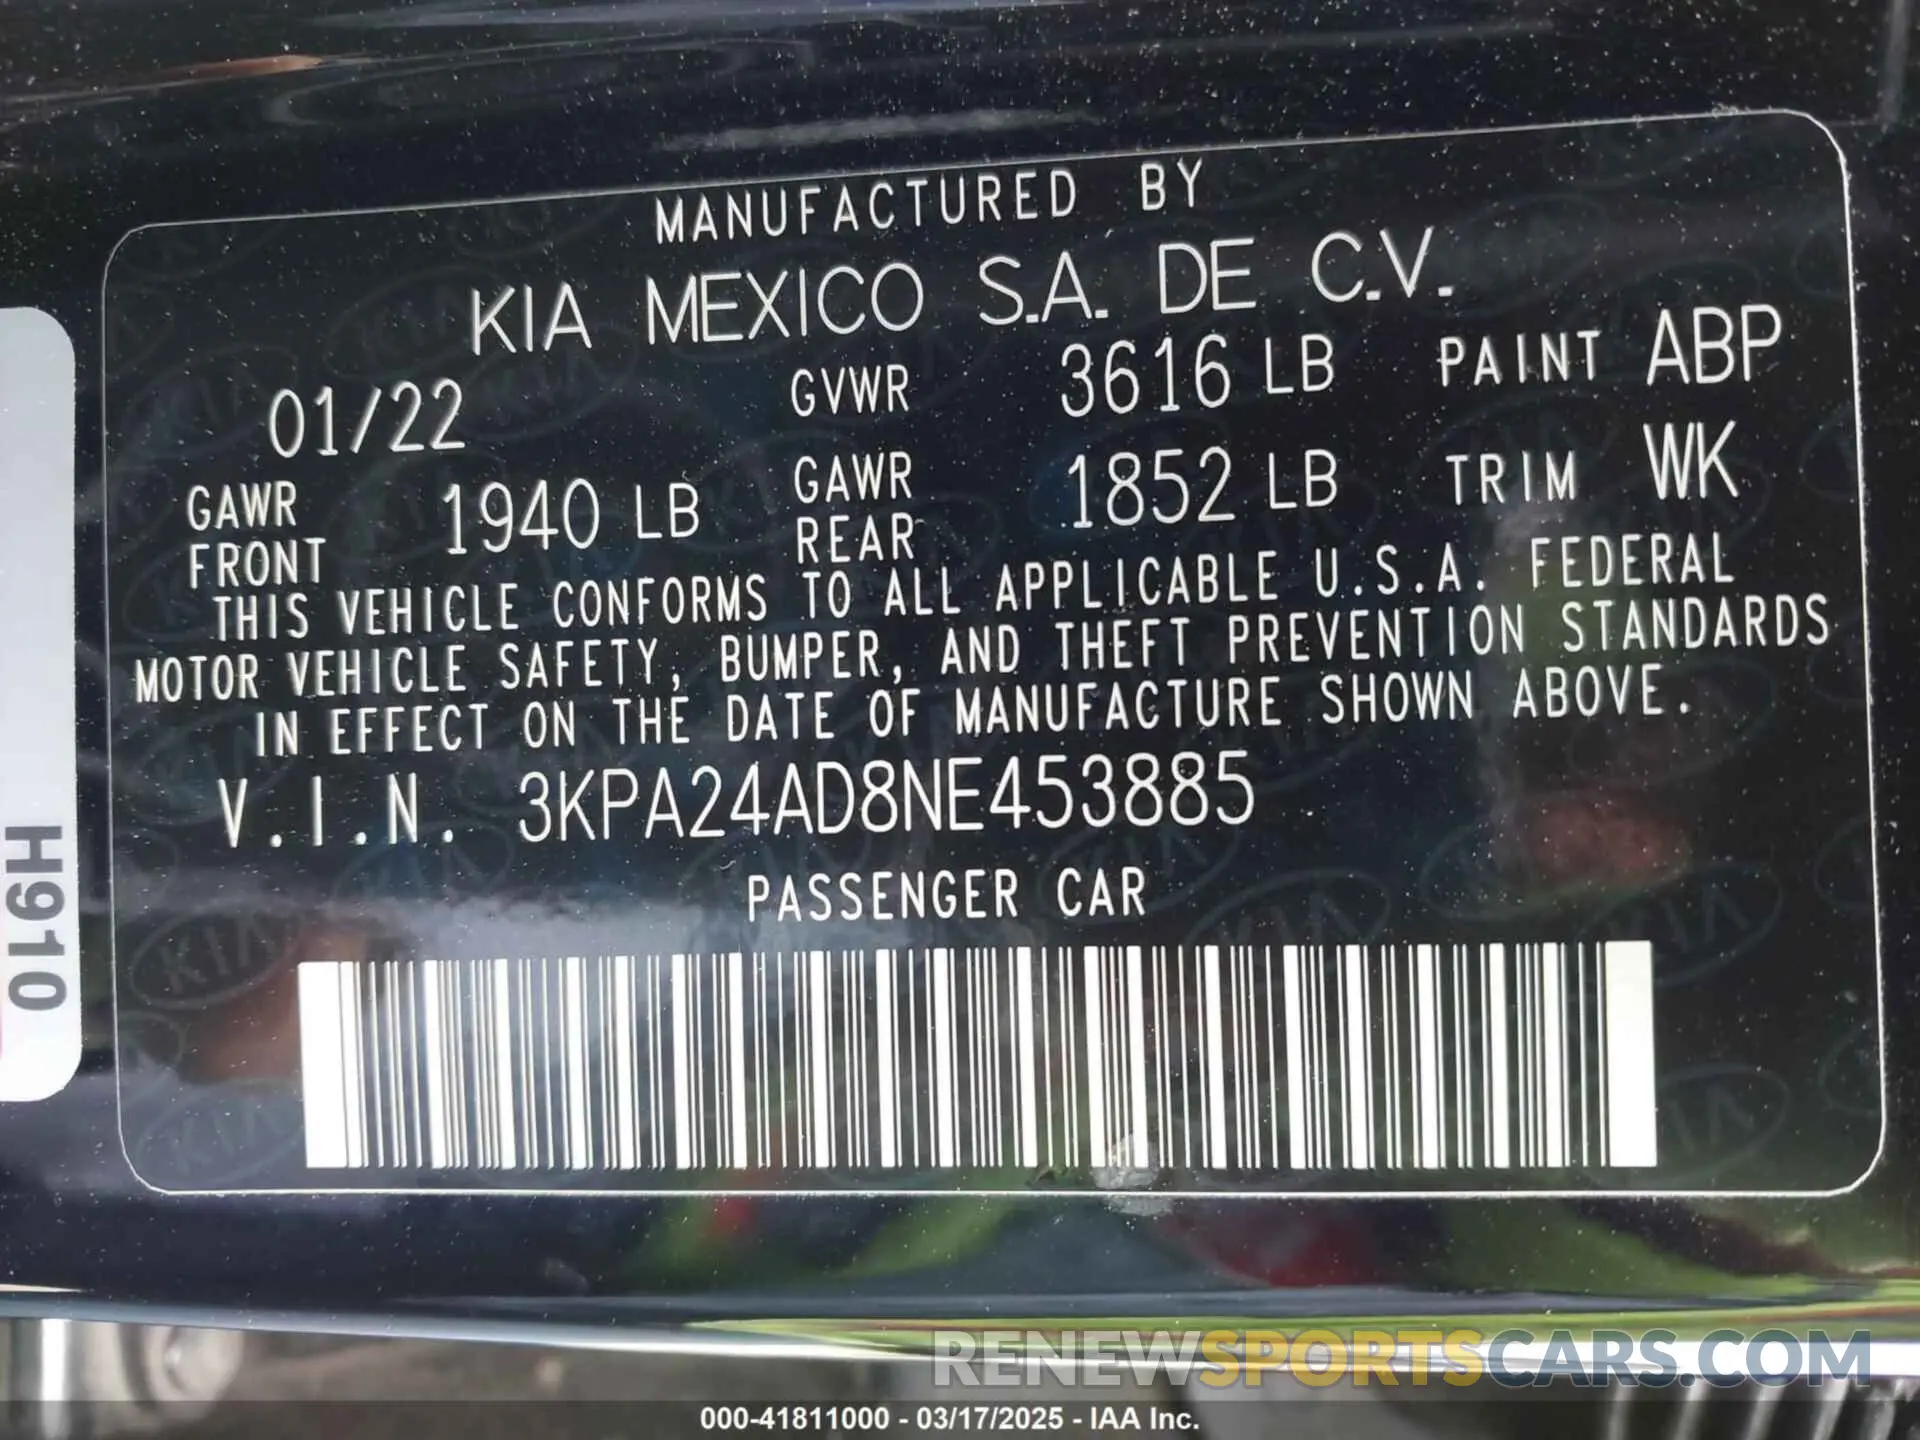 MANUFACTURED BY
KIA MEXICO S.A. DE C.V.
01/22 GVWR 3616 LB PAINT ABP
GAWR FRONT 1940 LB GAWR REAR 1852 LB TRIM WK
THIS VEHICLE CONFORMS TO ALL APPLICABLE U.S.A. FEDERAL
MOTOR VEHICLE SAFETY, BUMPER, AND THEFT PREVENTION STANDARDS
IN EFFECT ON THE DATE OF MANUFACTURE SHOWN ABOVE.
V.I.N. 3KPA24AD8NE453885
PASSENGER CAR
H910
RENEWSPORTSCARS.COM
000-41811000 - 03/17/2025 - IAA Inc.